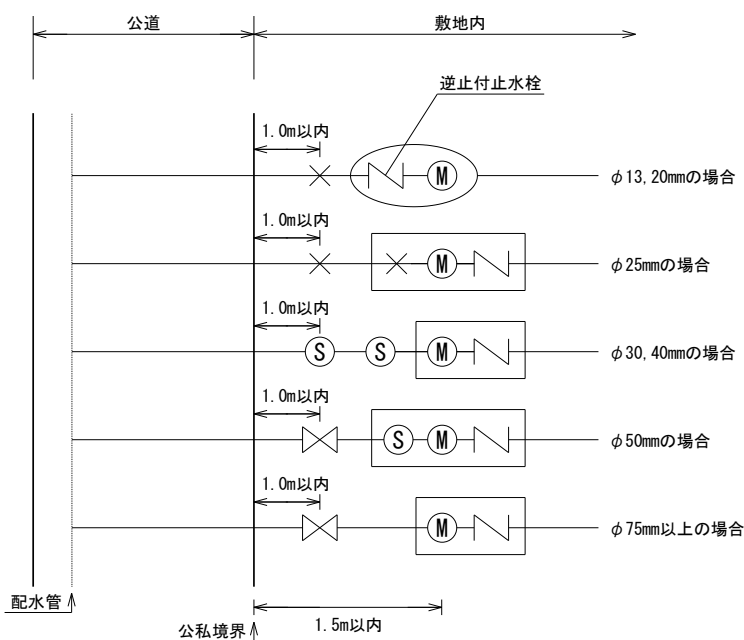 公道
敷地内
逆止付止水栓
1.0m以内
M
φ13,20mmの場合
1.0m以内
M
φ25mmの場合
1.0m以内
S
S
M
φ30,40mmの場合
1.0m以内
S
M
φ50mmの場合
1.0m以内
M
φ75mm以上の場合
配水管
公私境界
1.5m以内